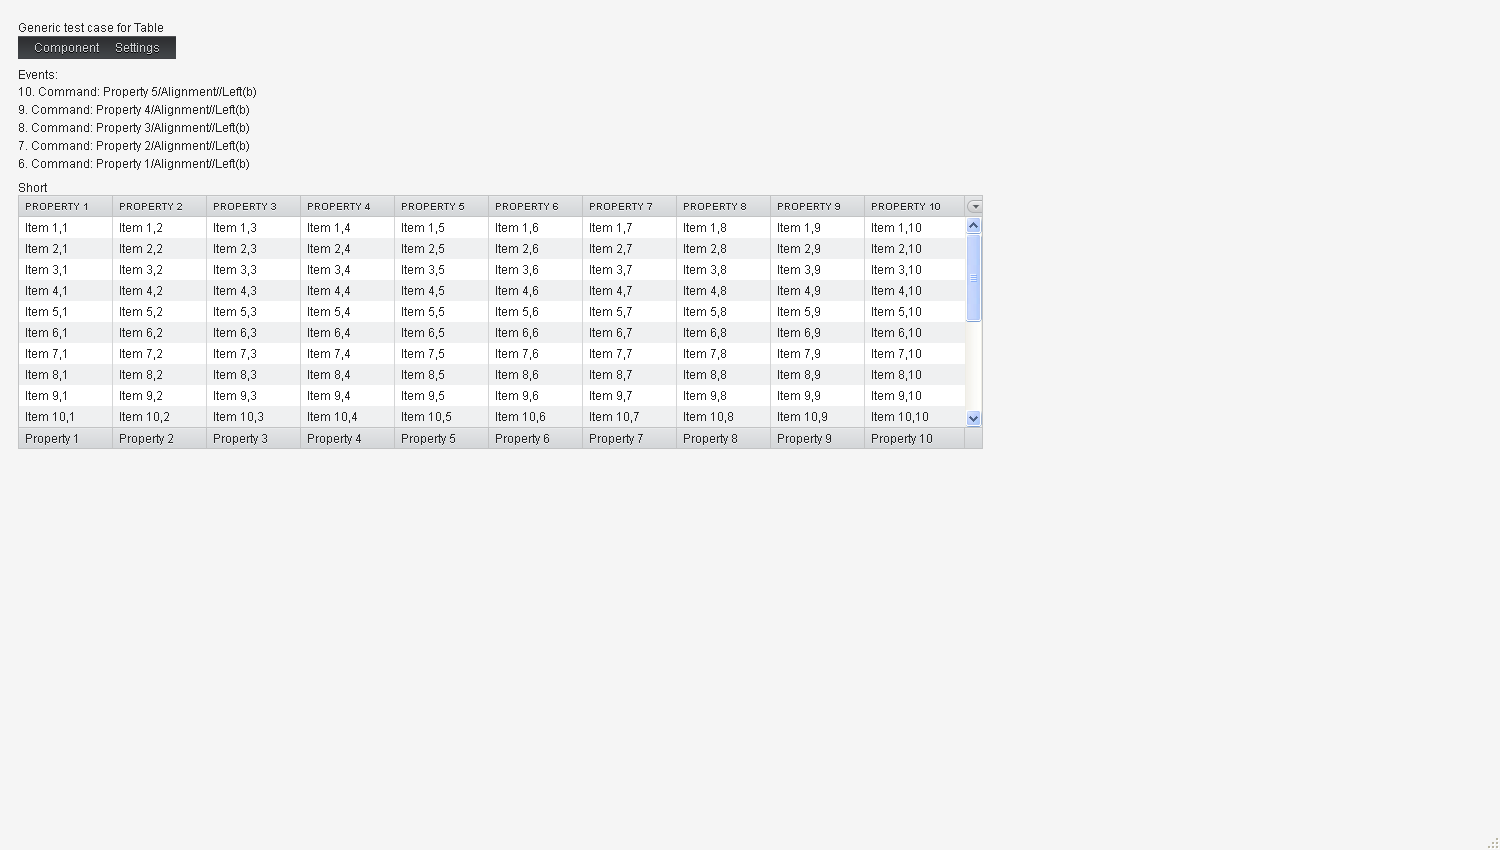 Generic test case for Table
Component Settings
Events:
10. Command: Property 5/Alignment//Left(b)
9. Command: Property 4/Alignment//Left(b)
8. Command: Property 3/Alignment//Left(b)
7. Command: Property 2/Alignment//Left(b)
6. Command: Property 1/Alignment//Left(b)
Short
PROPERTY 1 PROPERTY 2 PROPERTY 3 PROPERTY 4 PROPERTY 5 PROPERTY 6 PROPERTY 7 PROPERTY 8 PROPERTY 9 PROPERTY 10
Item 1,1 Item 1,2 Item 1,3 Item 1,4 Item 1,5 Item 1,6 Item 1,7 Item 1,8 Item 1,9 Item 1,10
Item 2,1 Item 2,2 Item 2,3 Item 2,4 Item 2,5 Item 2,6 Item 2,7 Item 2,8 Item 2,9 Item 2,10
Item 3,1 Item 3,2 Item 3,3 Item 3,4 Item 3,5 Item 3,6 Item 3,7 Item 3,8 Item 3,9 Item 3,10
Item 4,1 Item 4,2 Item 4,3 Item 4,4 Item 4,5 Item 4,6 Item 4,7 Item 4,8 Item 4,9 Item 4,10
Item 5,1 Item 5,2 Item 5,3 Item 5,4 Item 5,5 Item 5,6 Item 5,7 Item 5,8 Item 5,9 Item 5,10
Item 6,1 Item 6,2 Item 6,3 Item 6,4 Item 6,5 Item 6,6 Item 6,7 Item 6,8 Item 6,9 Item 6,10
Item 7,1 Item 7,2 Item 7,3 Item 7,4 Item 7,5 Item 7,6 Item 7,7 Item 7,8 Item 7,9 Item 7,10
Item 8,1 Item 8,2 Item 8,3 Item 8,4 Item 8,5 Item 8,6 Item 8,7 Item 8,8 Item 8,9 Item 8,10
Item 9,1 Item 9,2 Item 9,3 Item 9,4 Item 9,5 Item 9,6 Item 9,7 Item 9,8 Item 9,9 Item 9,10
Item 10,1 Item 10,2 Item 10,3 Item 10,4 Item 10,5 Item 10,6 Item 10,7 Item 10,8 Item 10,9 Item 10,10
Property 1 Property 2 Property 3 Property 4 Property 5 Property 6 Property 7 Property 8 Property 9 Property 10